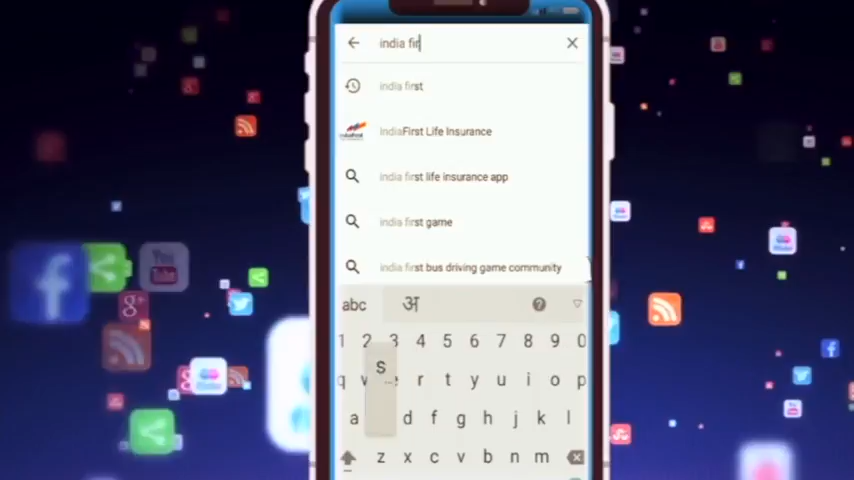 india fir
india first
IndiaFirst Life Insurance
india first life insurance app
india first game
india first bus driving game community
abc अ ?
1 2 3 4 5 6 7 8 9 0
q w e r t y u i o p
s
a d f g h j k l
z x c v b n m